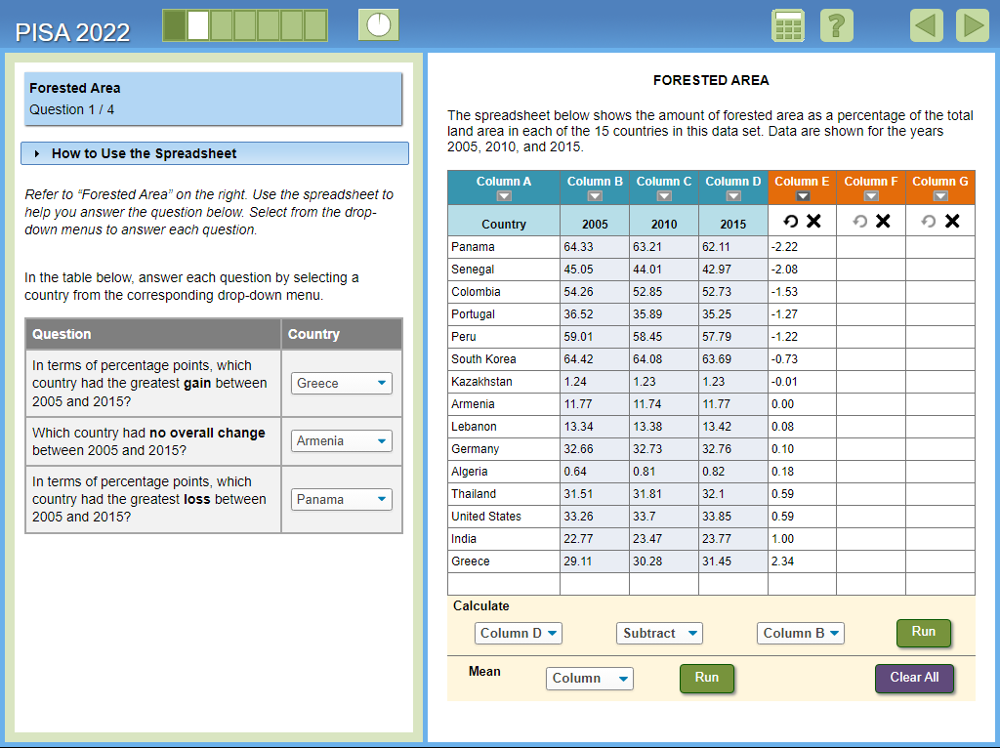 PISA 2022
?
Forested Area
Question 1 / 4
How to Use the Spreadsheet
Refer to “Forested Area” on the right. Use the spreadsheet to
help you answer the question below. Select from the drop-
down menus to answer each question.
In the table below, answer each question by selecting a
country from the corresponding drop-down menu.
Question Country
In terms of percentage points, which
country had the greatest gain between
2005 and 2015?
Greece
Which country had no overall change
between 2005 and 2015?
Armenia
In terms of percentage points, which
country had the greatest loss between
2005 and 2015?
Panama
FORESTED AREA
The spreadsheet below shows the amount of forested area as a percentage of the total
land area in each of the 15 countries in this data set. Data are shown for the years
2005, 2010, and 2015.
Column A Column B Column C Column D Column E Column F Column G
Country 2005 2010 2015
Panama 64.33 63.21 62.11 -2.22
Senegal 45.05 44.01 42.97 -2.08
Colombia 54.26 52.85 52.73 -1.53
Portugal 36.52 35.89 35.25 -1.27
Peru 59.01 58.45 57.79 -1.22
South Korea 64.42 64.08 63.69 -0.73
Kazakhstan 1.24 1.23 1.23 -0.01
Armenia 11.77 11.74 11.77 0.00
Lebanon 13.34 13.38 13.42 0.08
Germany 32.66 32.73 32.76 0.10
Algeria 0.64 0.81 0.82 0.18
Thailand 31.51 31.81 32.1 0.59
United States 33.26 33.7 33.85 0.59
India 22.77 23.47 23.77 1.00
Greece 29.11 30.28 31.45 2.34
Calculate
Column D Subtract Column B Run
Mean Column Run Clear All